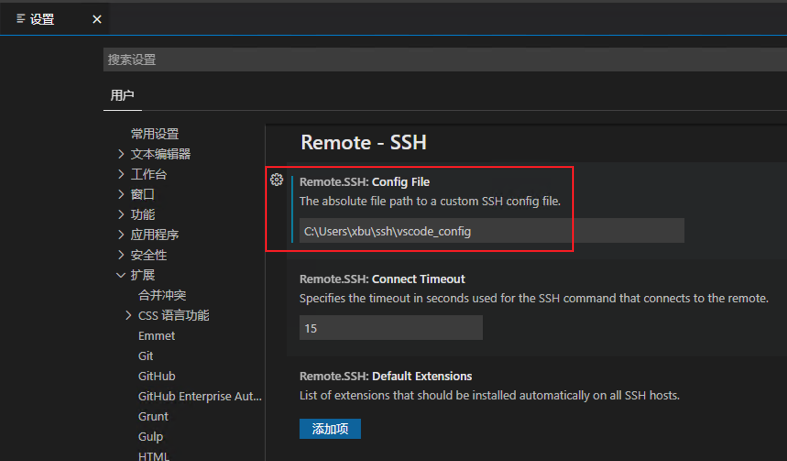 设置
搜索设置
用户
常用设置
文本编辑器
工作台
窗口
功能
应用程序
安全性
扩展
合并冲突
CSS 语言功能
Emmet
Git
GitHub
GitHub Enterprise Aut...
Grunt
Gulp
HTML
Remote - SSH
Remote.SSH: Config File
The absolute file path to a custom SSH config file.
C:\Users\xbu\ssh\vscode_config
Remote.SSH: Connect Timeout
Specifies the timeout in seconds used for the SSH command that connects to the remote.
15
Remote.SSH: Default Extensions
List of extensions that should be installed automatically on all SSH hosts.
添加项